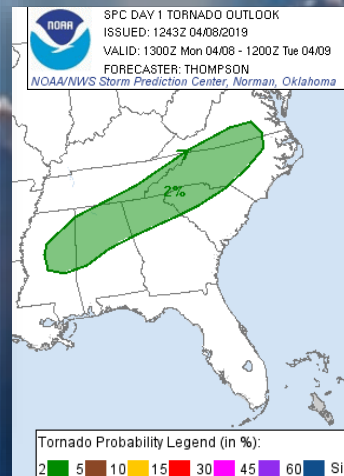 NOAA
SPC DAY 1 TORNADO OUTLOOK
ISSUED: 1243Z 04/08/2019
VALID: 1300Z Mon 04/08 - 1200Z Tue 04/09
FORECASTER: THOMPSON
NOAA/NWS Storm Prediction Center, Norman, Oklahoma
2%
Tornado Probability Legend (in %):
2 5 10 15 30 45 60 Si